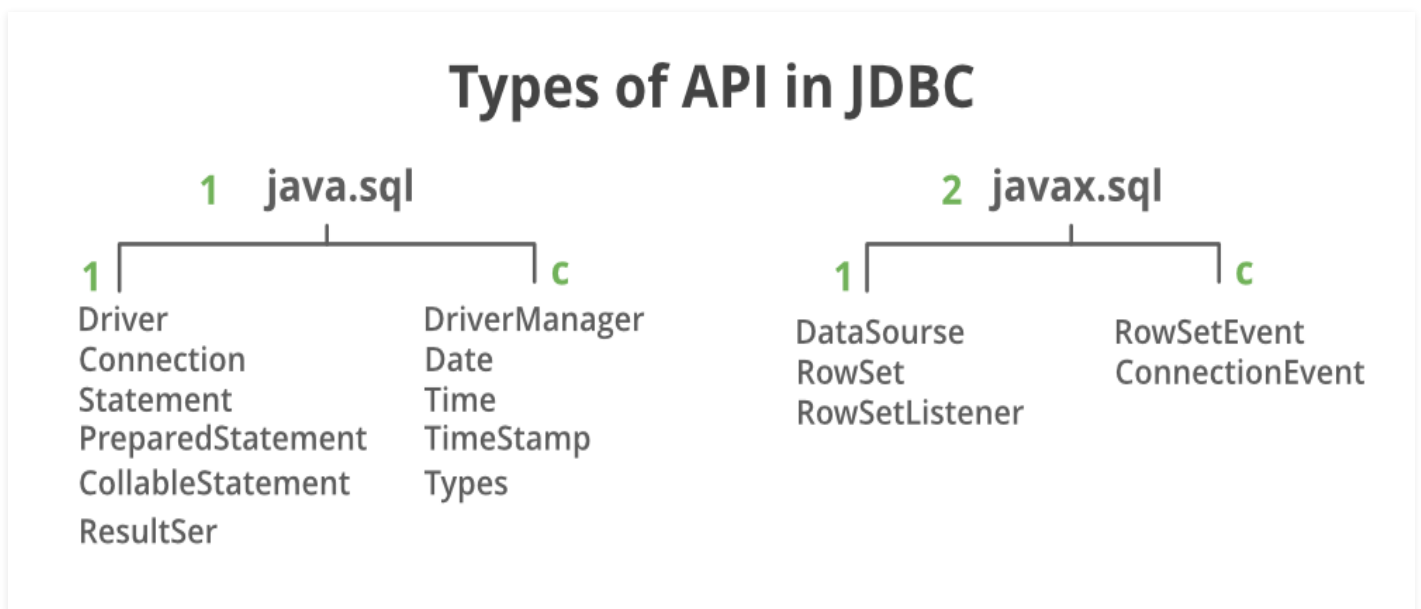 Types of API in JDBC
1 java.sql
1
c
Driver
Connection
Statement
PreparedStatement
CollableStatement
ResultSer
DriverManager
Date
Time
TimeStamp
Types
2 javax.sql
1
c
DataSourse
RowSet
RowSetListener
RowSetEvent
ConnectionEvent